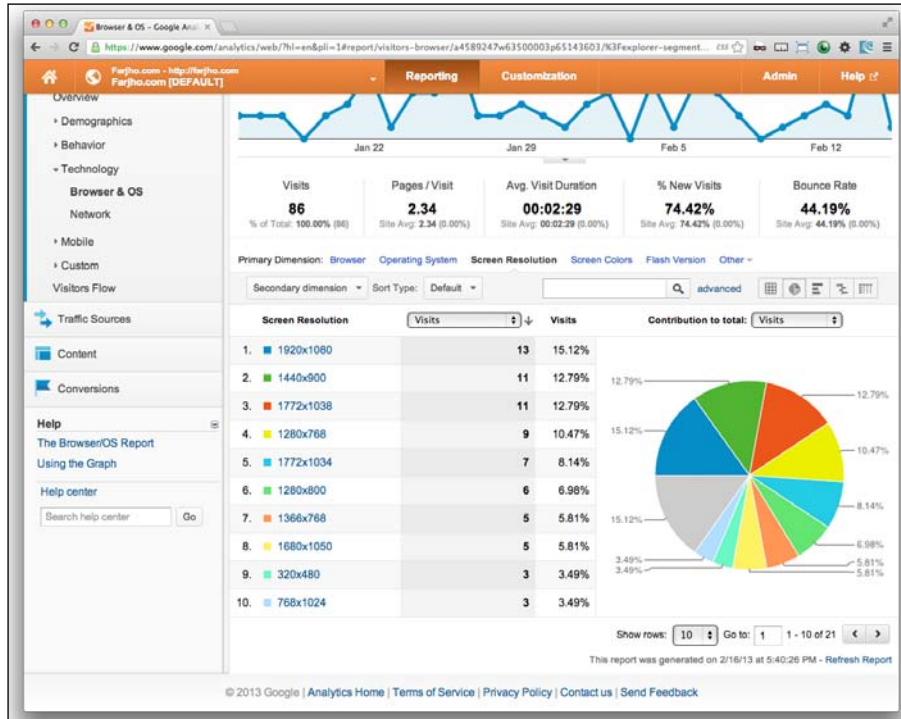 Browser & OS – Google Anal
https://www.google.com/analytics/web/?hl=en&pli=1#report/visitors-browser/a4589247w63500003p65143603/%3Fexplorer-segment...
Farjho.com - http://farjho.com
Farjho.com [DEFAULT]
Reporting
Customization
Admin
Help
Overview
Demographics
Behavior
Technology
Browser & OS
Network
Mobile
Custom
Visitors Flow
Traffic Sources
Content
Conversions
Help
The Browser/OS Report
Using the Graph
Help center
Search help center
Go
Jan 22 Jan 29 Feb 5 Feb 12
Visits
86
% of Total: 100.00% (86)
Pages / Visit
2.34
Site Avg: 2.34 (0.00%)
Avg. Visit Duration
00:02:29
Site Avg: 00:02:29 (0.00%)
% New Visits
74.42%
Site Avg: 74.42% (0.00%)
Bounce Rate
44.19%
Site Avg: 44.19% (0.00%)
Primary Dimension: Browser Operating System Screen Resolution Screen Colors Flash Version Other
Secondary dimension Sort Type: Default advanced
Screen Resolution Visits Visits Contribution to total: Visits
1. 1920x1080 13 15.12%
2. 1440x900 11 12.79%
3. 1772x1038 11 12.79%
4. 1280x768 9 10.47%
5. 1772x1034 7 8.14%
6. 1280x800 6 6.98%
7. 1366x768 5 5.81%
8. 1680x1050 5 5.81%
9. 320x480 3 3.49%
10. 768x1024 3 3.49%
12.79%
12.79%
15.12%
10.47%
8.14%
15.12%
6.98%
3.49%
5.81%
3.49%
5.81%
Show rows: 10 Go to: 1 1 - 10 of 21
This report was generated on 2/16/13 at 5:40:26 PM - Refresh Report
© 2013 Google | Analytics Home | Terms of Service | Privacy Policy | Contact us | Send Feedback